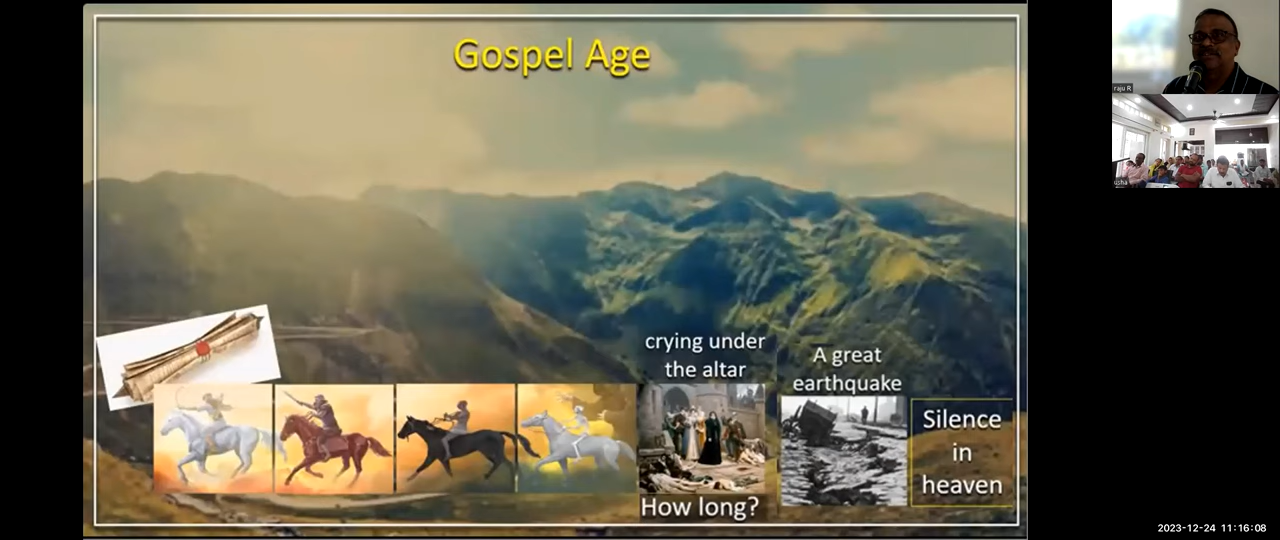 Gospel Age
crying under
the altar
How long?
A great
earthquake
Silence
in
heaven
raju R
2023-12-24 11:16:08